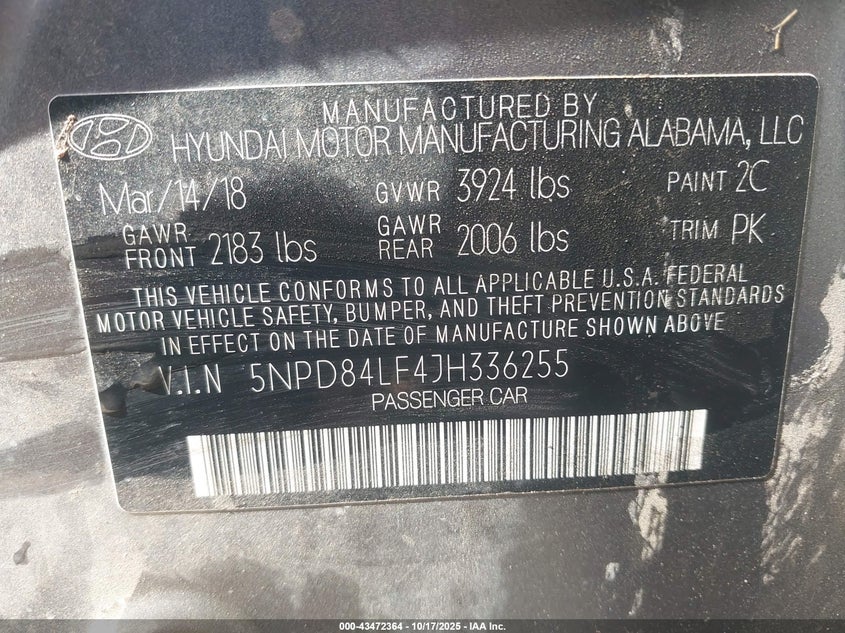 MANUFACTURED BY
HYUNDAI MOTOR MANUFACTURING ALABAMA, LLC
Mar/14/18 GVWR 3924 lbs PAINT 2C
GAWR FRONT 2183 lbs GAWR REAR 2006 lbs TRIM PK
THIS VEHICLE CONFORMS TO ALL APPLICABLE U.S.A. FEDERAL
MOTOR VEHICLE SAFETY, BUMPER, AND THEFT PREVENTION STANDARDS
IN EFFECT ON THE DATE OF MANUFACTURE SHOWN ABOVE
V.I.N 5NPD84LF4JH336255
PASSENGER CAR
000-43472364 | 10/17/2025 | IAA Inc.